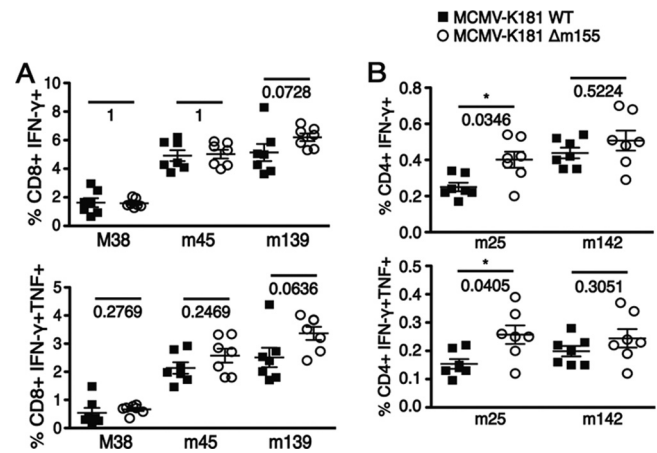 ■ MCMV-K181 WT
○ MCMV-K181 Δm155
A
% CD8+ IFN-γ+
10
8
6
4
2
0
1
1
0.0728
M38
m45
m139
B
% CD4+ IFN-γ+
0.8
0.6
0.4
0.2
0.0
*
0.0346
0.5224
m25
m142
% CD8+ IFN-γ+TNF+
5
4
3
2
1
0
0.2769
0.2469
0.0636
M38
m45
m139
% CD4+ IFN-γ+TNF+
0.5
0.4
0.3
0.2
0.1
0.0
*
0.0405
0.3051
m25
m142